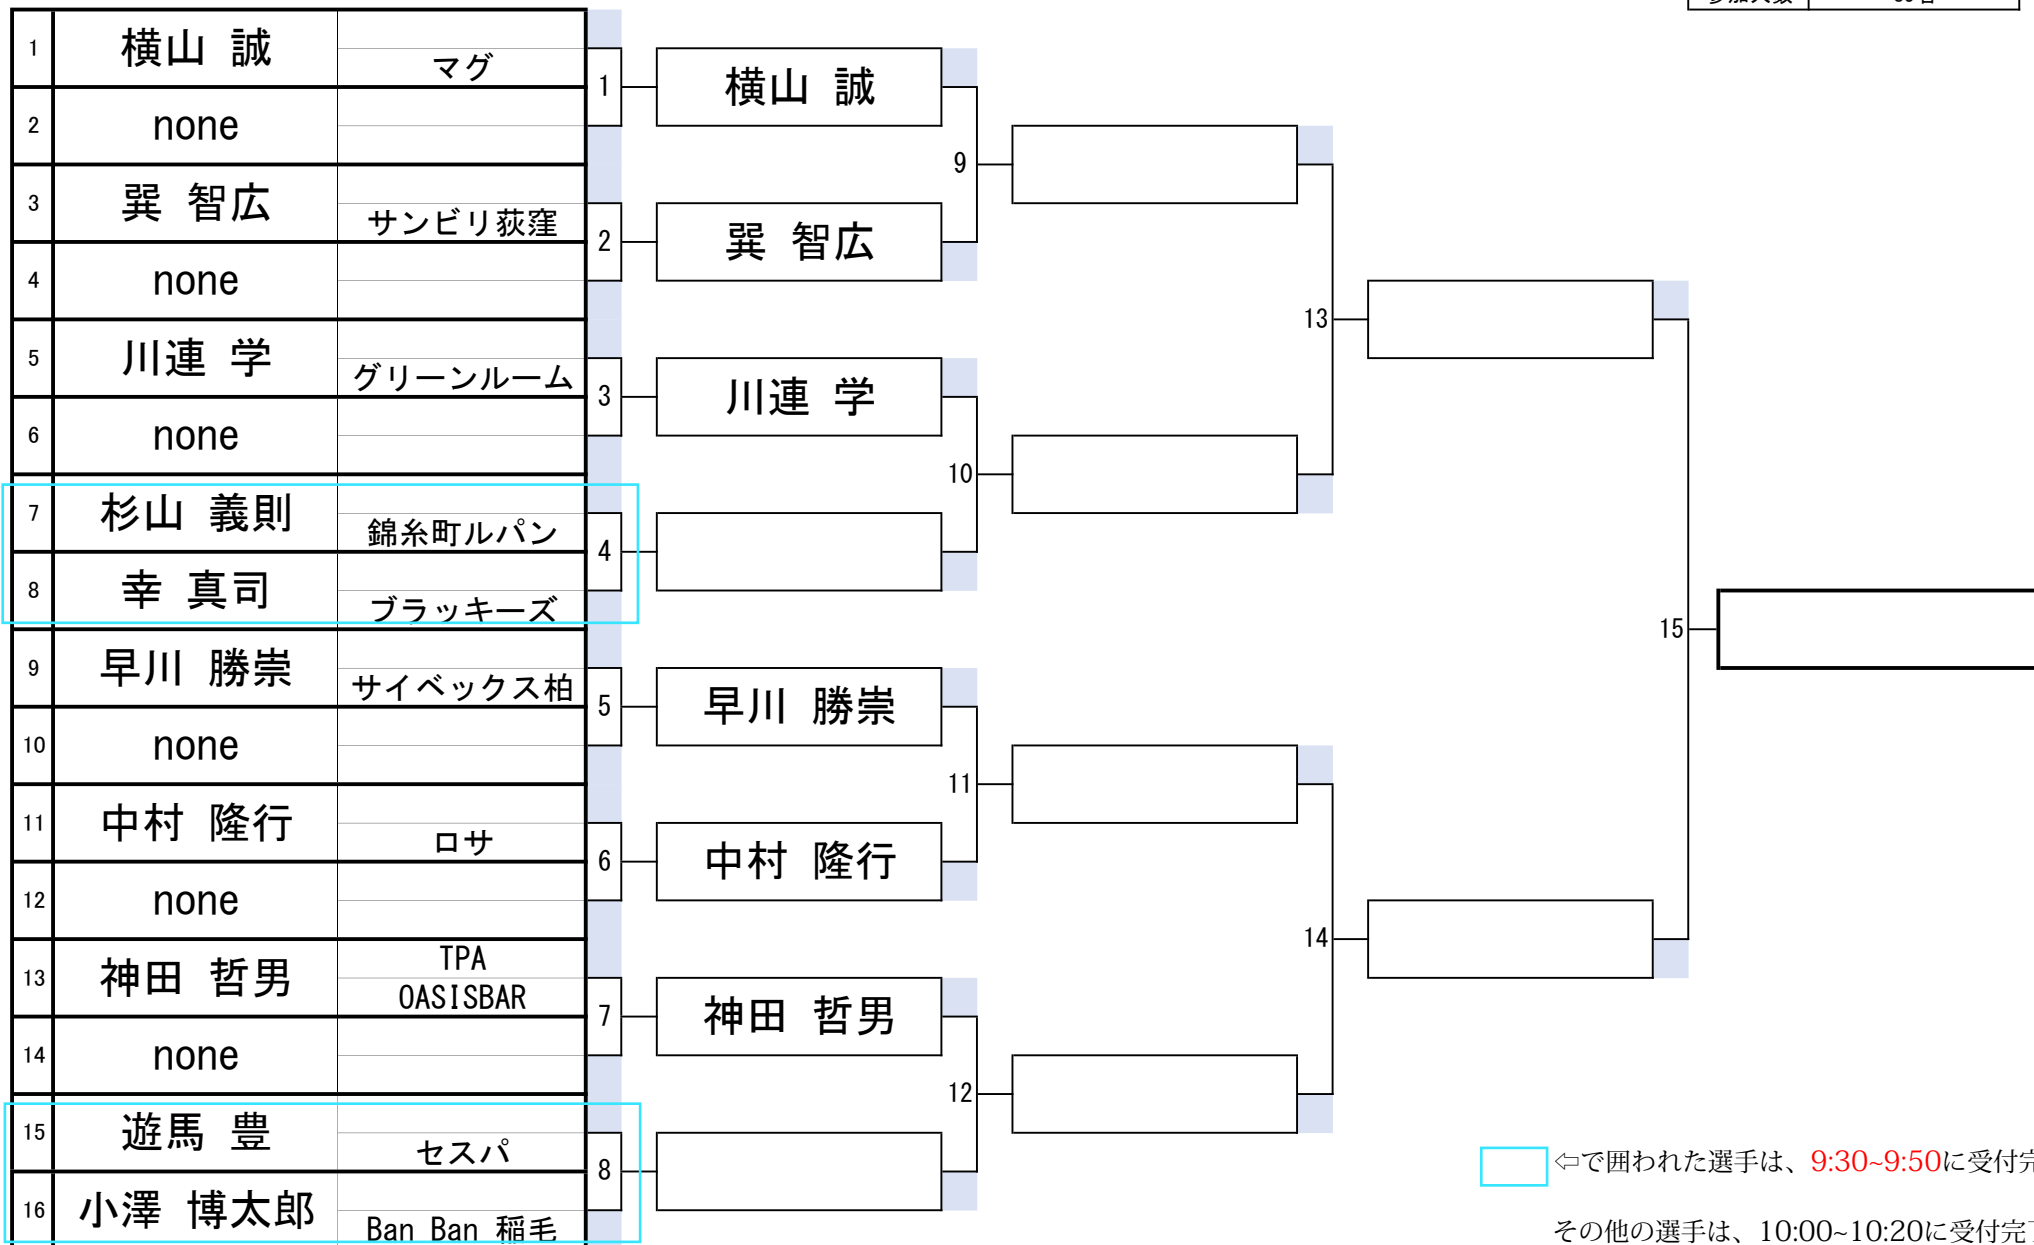 1 横山 誠 マグ
2 none
3 巽 智広 サンビリ荻窪
4 none
5 川連 学 グリーンルーム
6 none
7 杉山 義則 錦糸町ルパン
8 幸 真司 ブラッキーズ
9 早川 勝崇 サイベックス柏
10 none
11 中村 隆行 ロサ
12 none
13 神田 哲男 TPA
OASISBAR
14 none
15 遊馬 豊 セスパ
16 小澤 博太郎 Ban Ban 稲毛
1 横山 誠
2 巽 智広
3 川連 学
4
5 早川 勝崇
6 中村 隆行
7 神田 哲男
8
9
10
11
12
13
14
15
⇦で囲われた選手は、9:30~9:50に受付完
その他の選手は、10:00~10:20に受付完